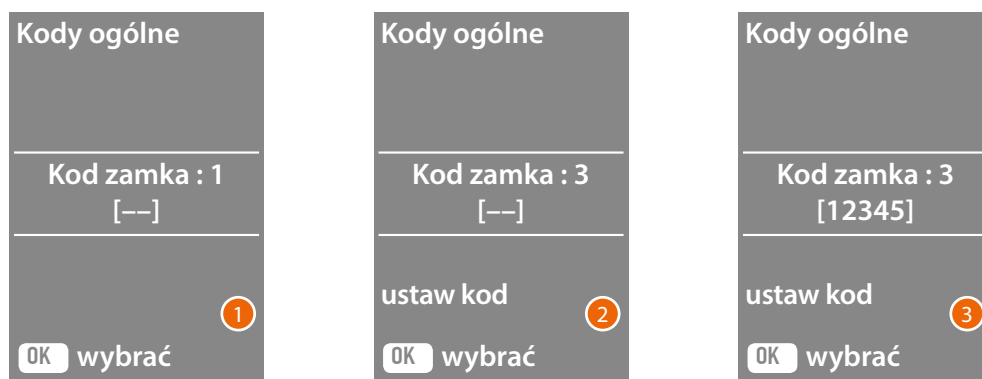 Kody ogólne
Kod zamka : 1
[––]
1
OK wybrać
Kody ogólne
Kod zamka : 3
[––]
ustaw kod
2
OK wybrać
Kody ogólne
Kod zamka : 3
[12345]
ustaw kod
3
OK wybrać